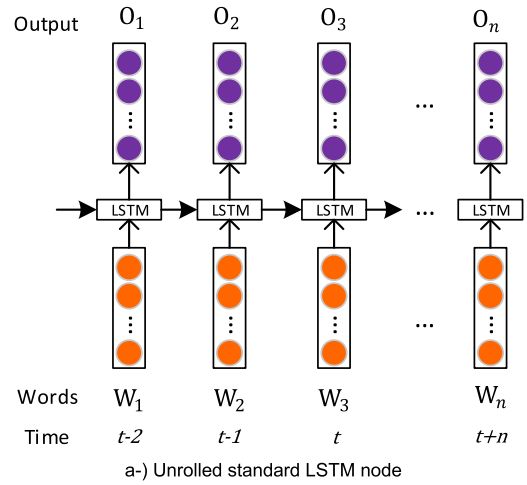 Output O₁ O₂ O₃ Oₙ
...
LSTM LSTM LSTM ... LSTM
...
Words W₁ W₂ W₃ Wₙ
Time t-2 t-1 t t+n
a-) Unrolled standard LSTM node